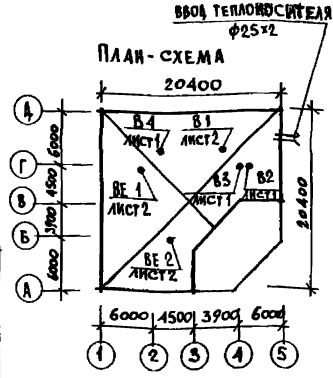 ВВОД ТЕПЛОНОСИТЕЛЯ
Ф25×2
ПЛАН-СХЕМА
20400
Д
В4
ЛИСТ1
В1
ЛИСТ2
6000
Г
4500
ВЕ 1
ЛИСТ2
В3
ЛИСТ1
В2
ЛИСТ1
20400
В
3900
Б
ВЕ 2
ЛИСТ2
6000
А
6000 4500 3900 6000
1 2 3 4 5